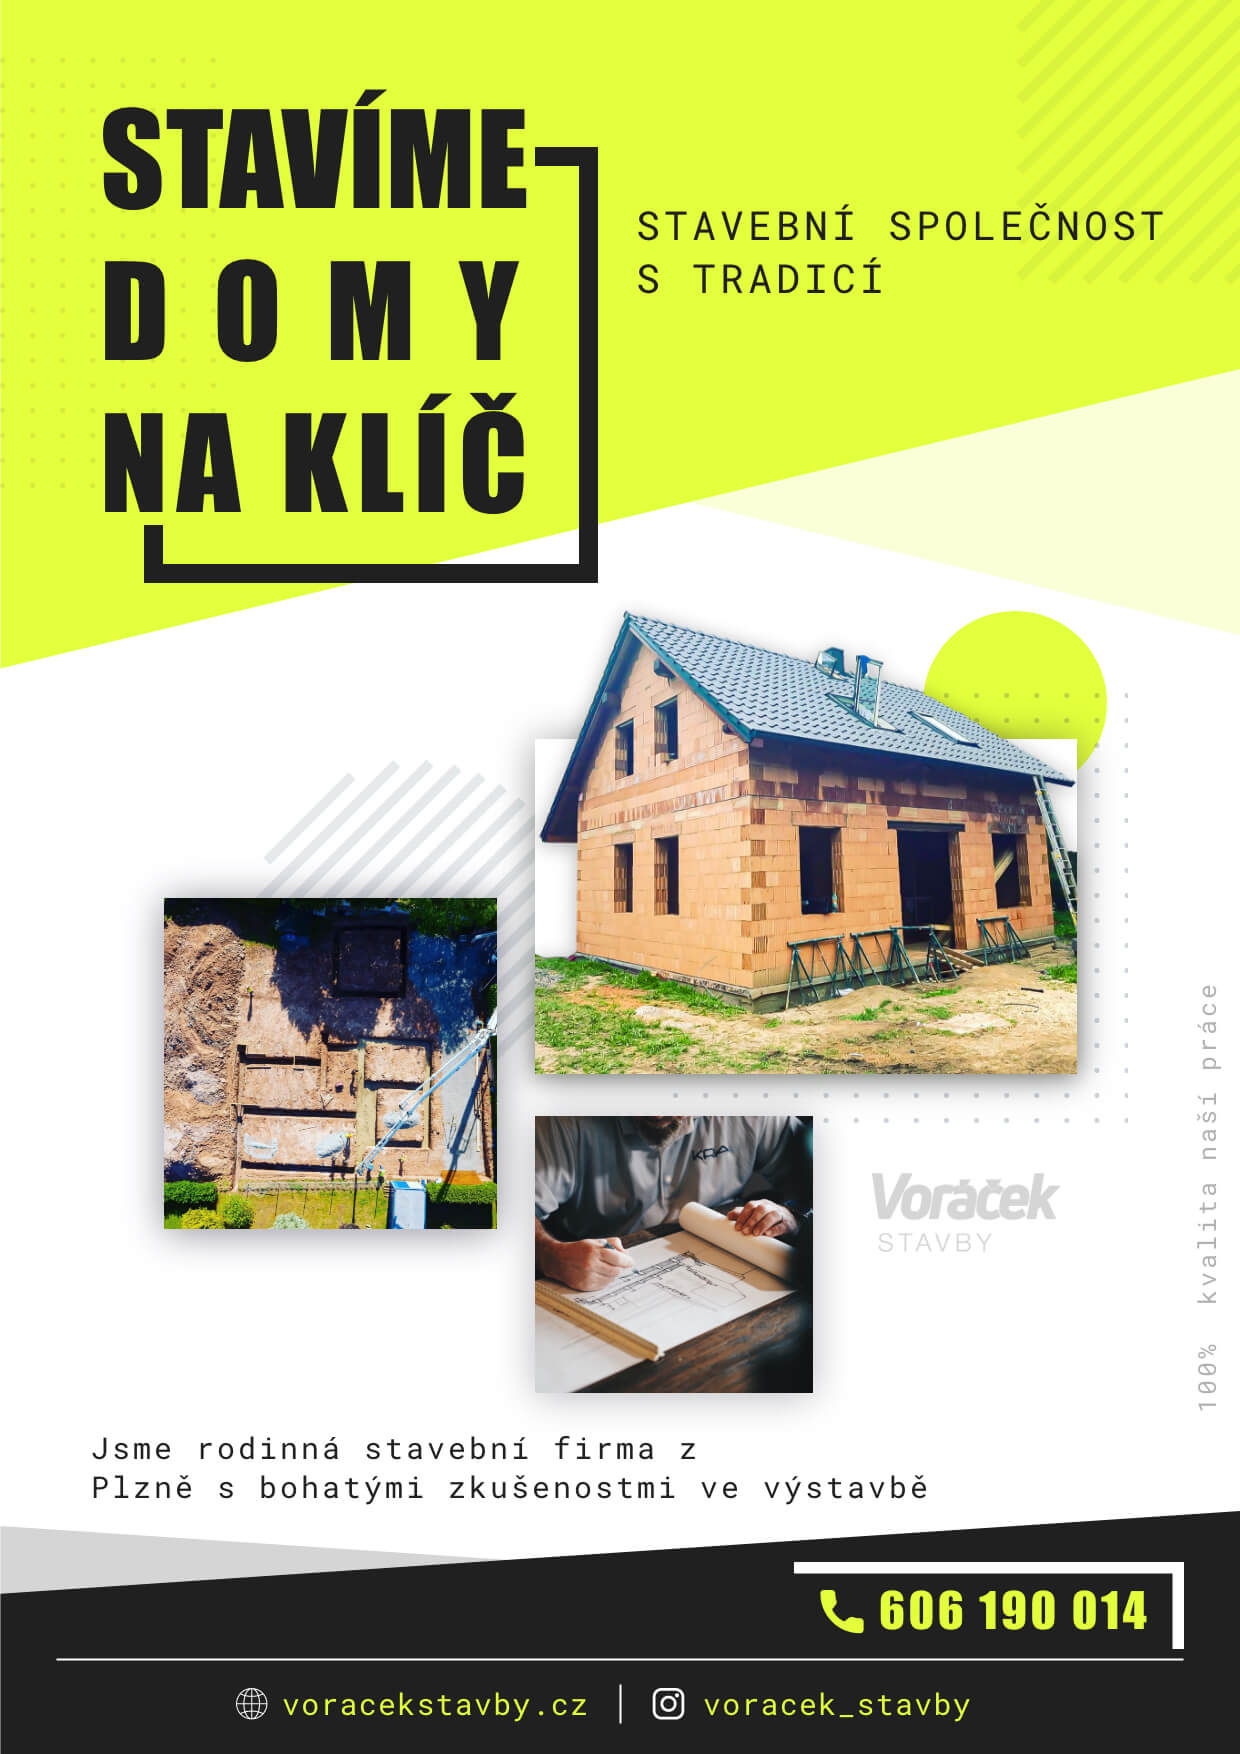 STAVÍME
DOMY
NA KLÍČ
STAVEBNÍ SPOLEČNOST
S TRADICÍ
Voráček
STAVBY
100% kvalita naší práce
Jsme rodinná stavební firma z
Plzně s bohatými zkušenostmi ve výstavbě
606 190 014
voracekstavby.cz
voracek_stavby